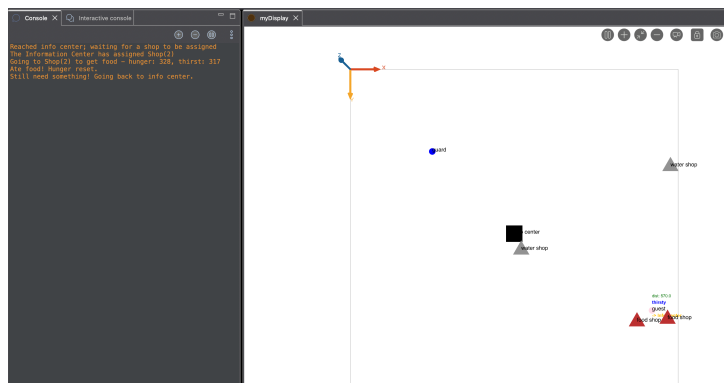 Console
Interactive console
Reached info center; waiting for a shop to be assigned
The Information Center has assigned Shop(2)
Going to Shop(2) to get food - hunger: 328, thirst: 317
Ate food! Hunger reset.
Still need something! Going back to info center.
myDisplay
Z
X
uard
water shop
center
water shop
thirsty
guest
food shop
food shop